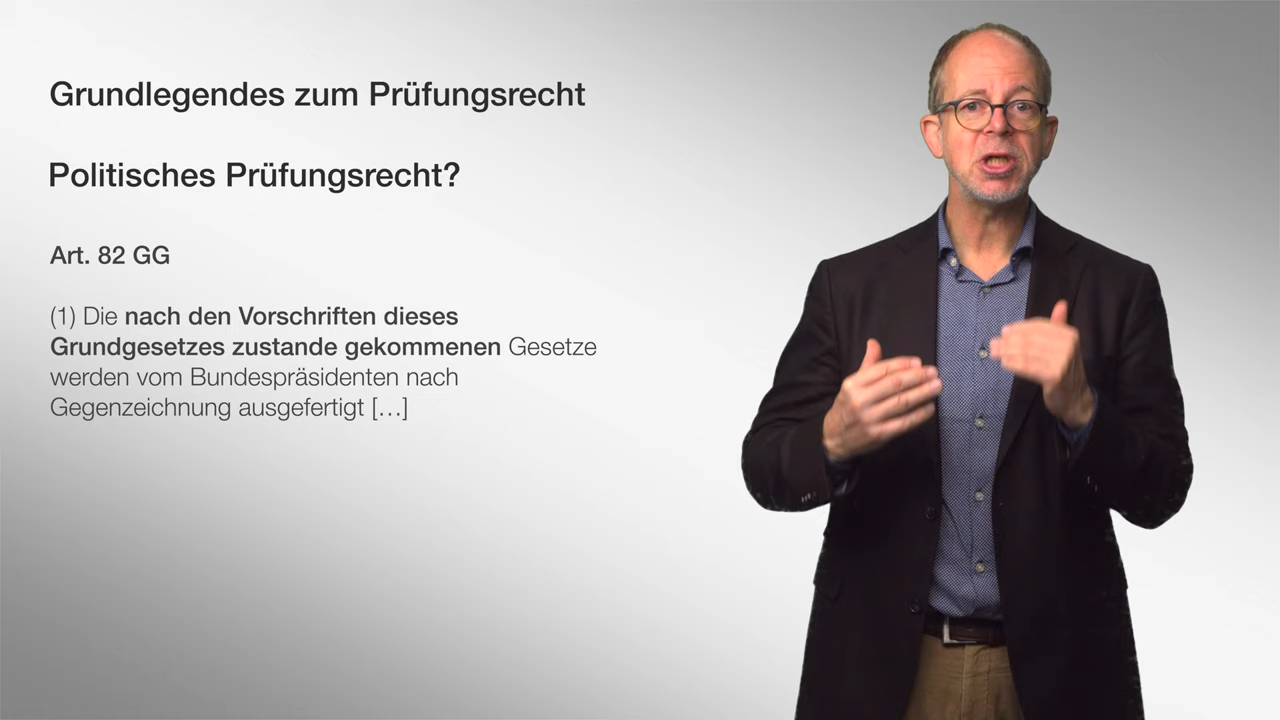 Grundlegendes zum Prüfungsrecht
Politisches Prüfungsrecht?
Art. 82 GG
(1) Die nach den Vorschriften dieses
Grundgesetzes zustande gekommenen Gesetze
werden vom Bundespräsidenten nach
Gegenzeichnung ausgefertigt […]